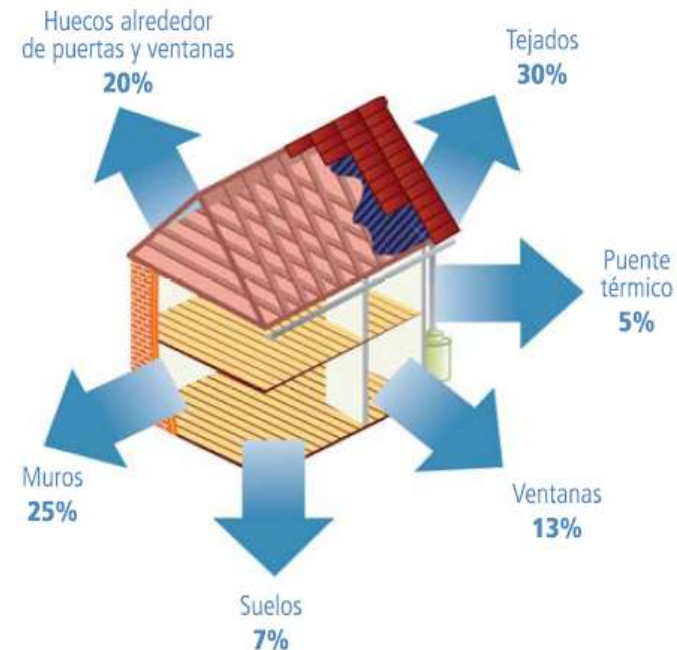 Huecos alrededor
de puertas y ventanas
20%
Tejados
30%
Puente
térmico
5%
Muros
25%
Ventanas
13%
Suelos
7%